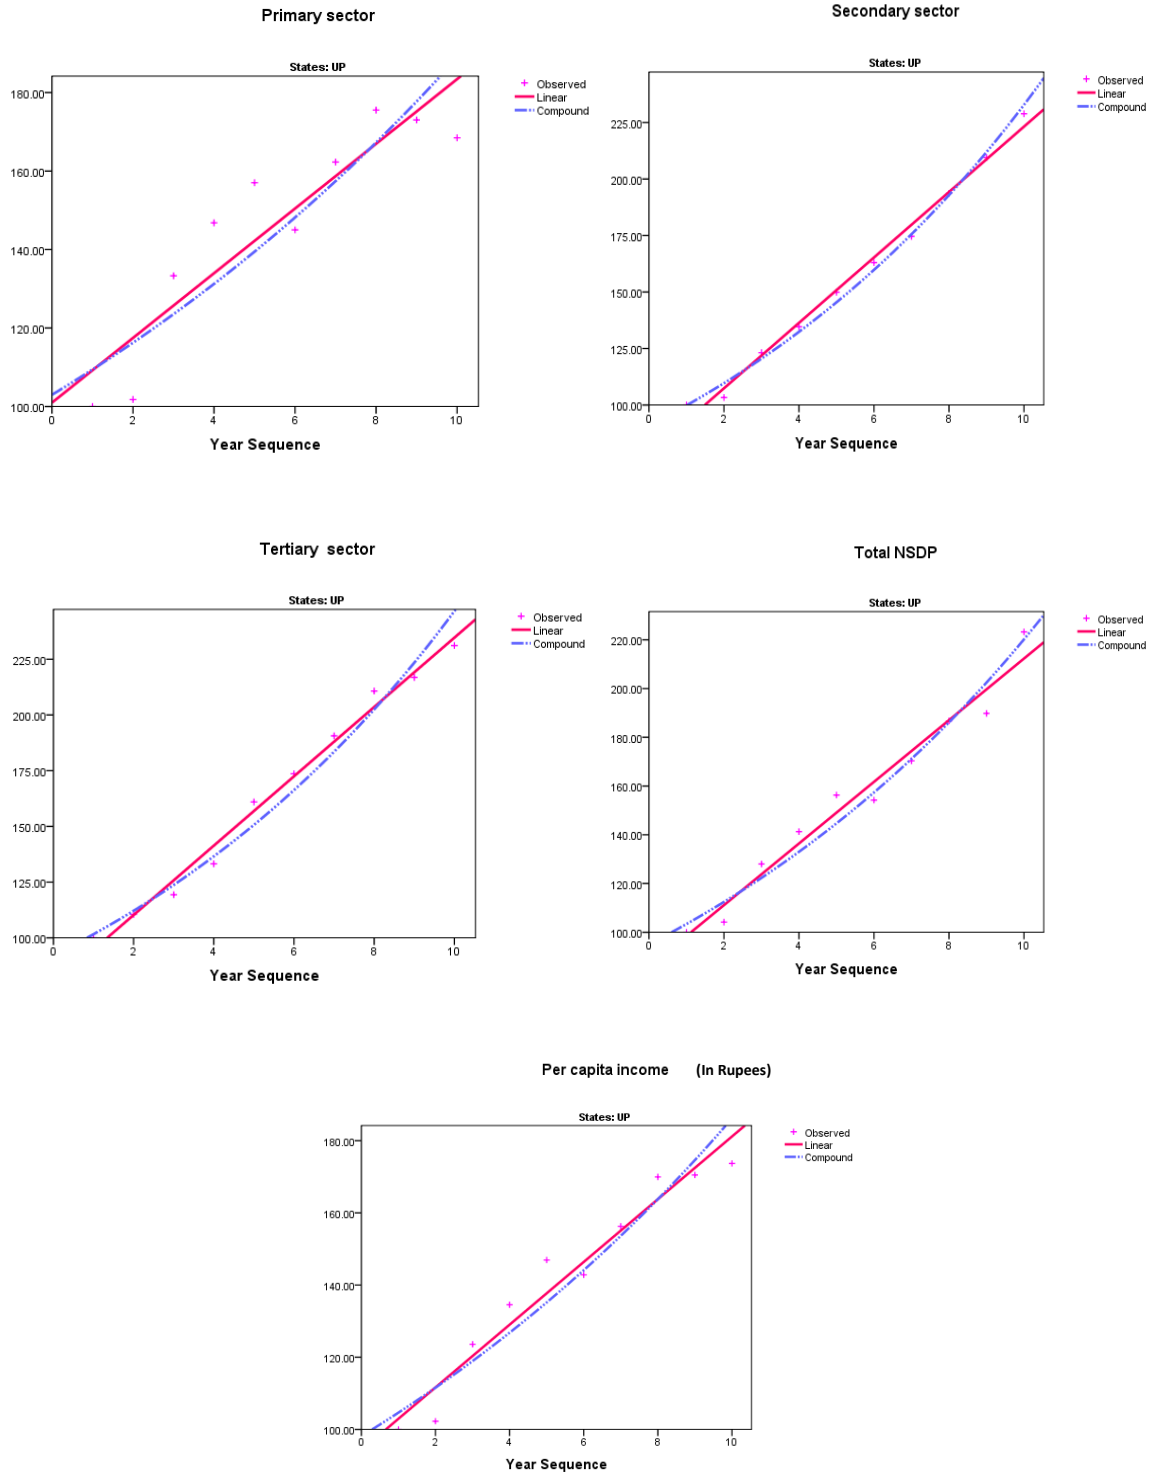 Primary sector
States: UP
Observed
Linear
Compound
180.00
160.00
140.00
120.00
100.00
0 2 4 6 8 10
Year Sequence
Secondary sector
States: UP
Observed
Linear
Compound
225.00
200.00
175.00
150.00
125.00
100.00
0 2 4 6 8 10
Year Sequence
Tertiary sector
States: UP
Observed
Linear
Compound
225.00
200.00
175.00
150.00
125.00
100.00
0 2 4 6 8 10
Year Sequence
Total NSDP
States: UP
Observed
Linear
Compound
220.00
200.00
180.00
160.00
140.00
120.00
100.00
0 2 4 6 8 10
Year Sequence
Per capita income (In Rupees)
States: UP
Observed
Linear
Compound
180.00
160.00
140.00
120.00
100.00
0 2 4 6 8 10
Year Sequence